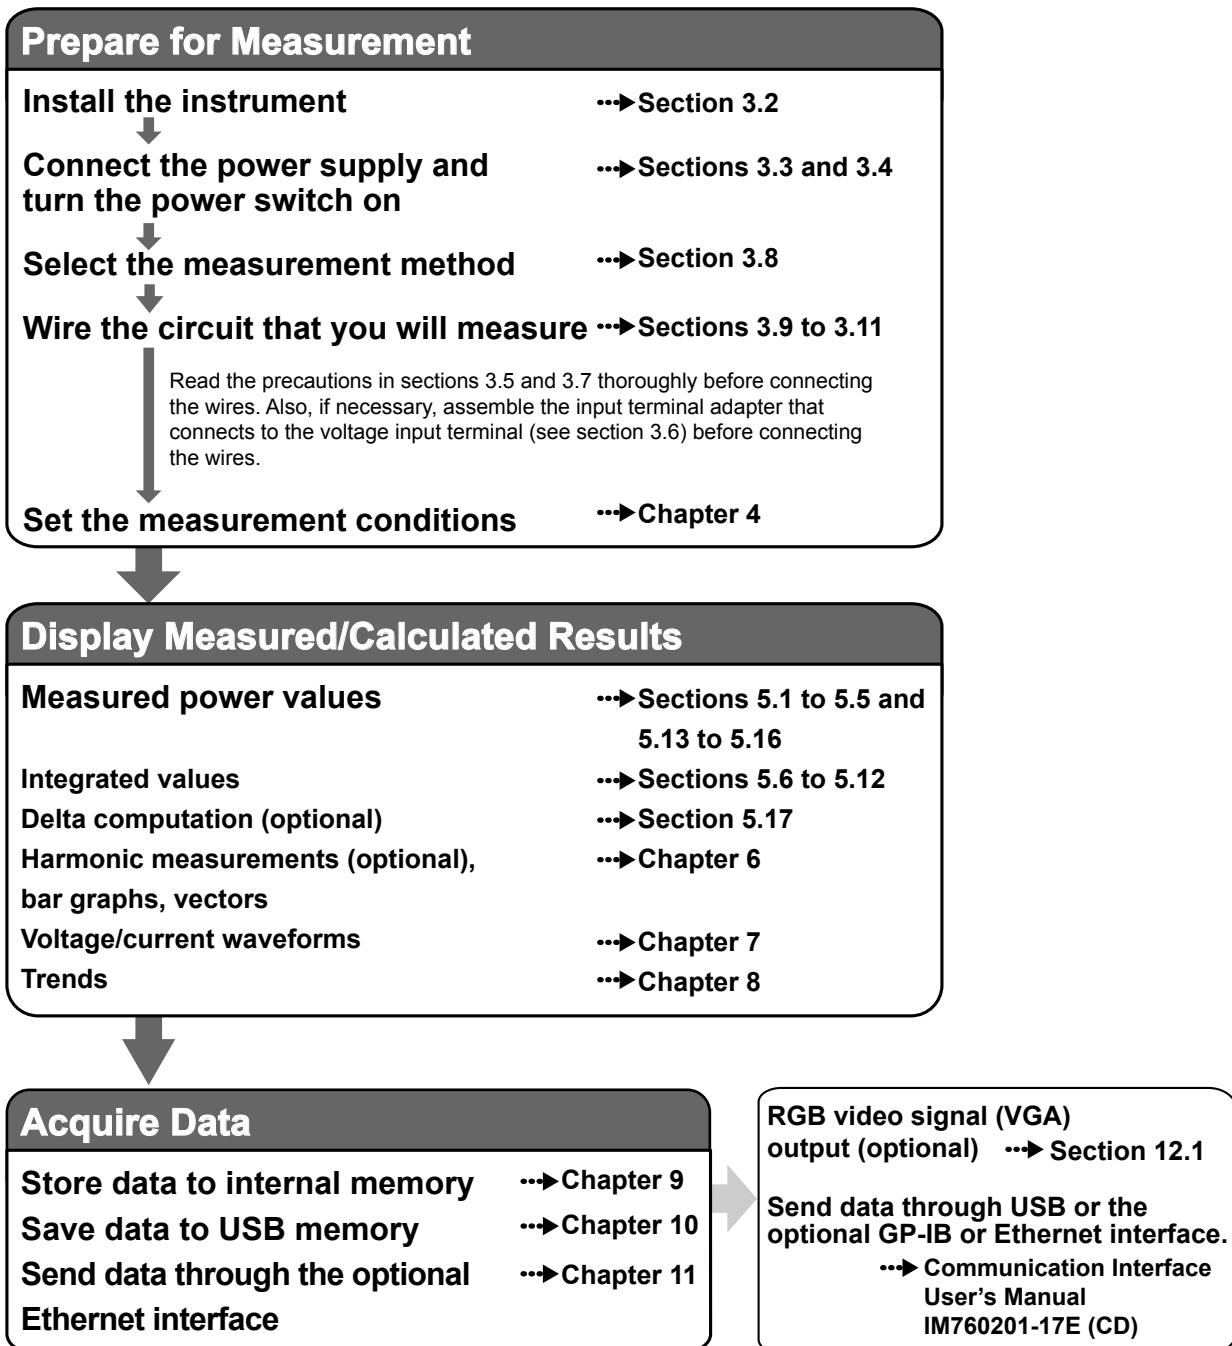 Prepare for Measurement
Install the instrument
Section 3.2
Connect the power supply and
turn the power switch on
Sections 3.3 and 3.4
Select the measurement method
Section 3.8
Wire the circuit that you will measure
Sections 3.9 to 3.11
Read the precautions in sections 3.5 and 3.7 thoroughly before connecting
the wires. Also, if necessary, assemble the input terminal adapter that
connects to the voltage input terminal (see section 3.6) before connecting
the wires.
Set the measurement conditions
Chapter 4
Display Measured/Calculated Results
Measured power values
Sections 5.1 to 5.5 and
5.13 to 5.16
Integrated values
Sections 5.6 to 5.12
Delta computation (optional)
Section 5.17
Harmonic measurements (optional),
bar graphs, vectors
Chapter 6
Voltage/current waveforms
Chapter 7
Trends
Chapter 8
Acquire Data
Store data to internal memory
Chapter 9
Save data to USB memory
Chapter 10
Send data through the optional
Ethernet interface
Chapter 11
RGB video signal (VGA)
output (optional)
Section 12.1
Send data through USB or the
optional GP-IB or Ethernet interface.
Communication Interface
User's Manual
IM760201-17E (CD)